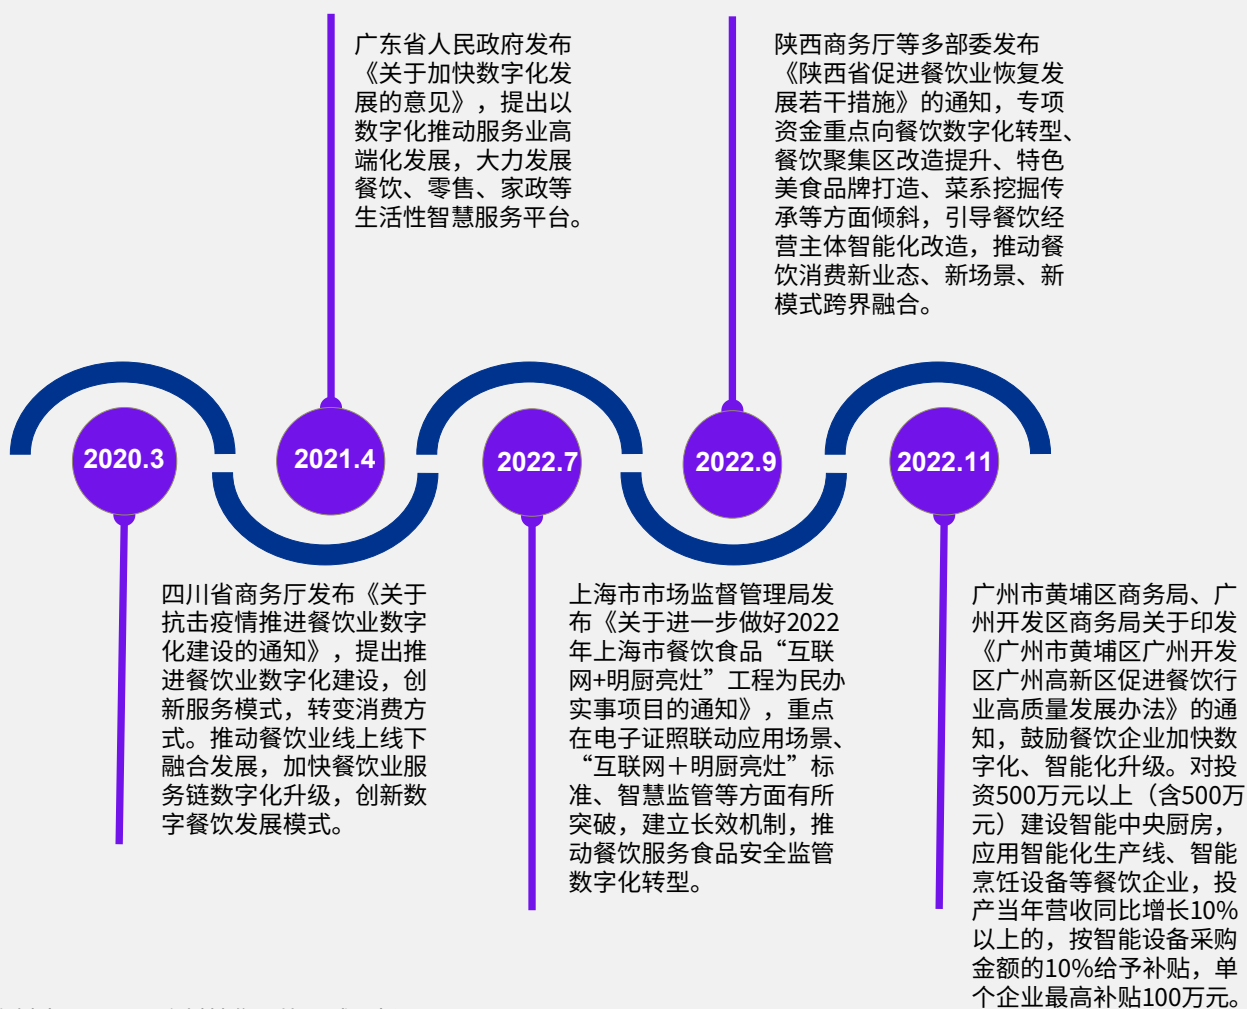 广东省人民政府发布
《关于加快数字化发
展的意见》，提出以
数字化推动服务业高
端化发展，大力发展
餐饮、零售、家政等
生活性智慧服务平台。
陕西商务厅等多部委发布
《陕西省促进餐饮业恢复发
展若干措施》的通知，专项
资金重点向餐饮数字化转型、
餐饮聚集区改造提升、特色
美食品牌打造、菜系挖掘传
承等方面倾斜，引导餐饮经
营主体智能化改造，推动餐
饮消费新业态、新场景、新
模式跨界融合。
2020.3
2021.4
2022.7
2022.9
2022.11
四川省商务厅发布《关于
抗击疫情推进餐饮业数字
化建设的通知》，提出推
进餐饮业数字化建设，创
新服务模式，转变消费方
式。推动餐饮业线上线下
融合发展，加快餐饮业服
务链数字化升级，创新数
字餐饮发展模式。
上海市市场监督管理局发
布《关于进一步做好2022
年上海市餐饮食品“互联
网+明厨亮灶”工程为民办
实事项目的通知》，重点
在电子证照联动应用场景、
“互联网＋明厨亮灶”标
准、智慧监管等方面有所
突破，建立长效机制，推
动餐饮服务食品安全监管
数字化转型。
广州市黄埔区商务局、广
州开发区商务局关于印发
《广州市黄埔区广州开发
区广州高新区促进餐饮行
业高质量发展办法》的通
知，鼓励餐饮企业加快数
字化、智能化升级。对投
资500万元以上（含500万
元）建设智能中央厨房，
应用智能化生产线、智能
烹饪设备等餐饮企业，投
产当年营收同比增长10%
以上的，按智能设备采购
金额的10%给予补贴，单
个企业最高补贴100万元。